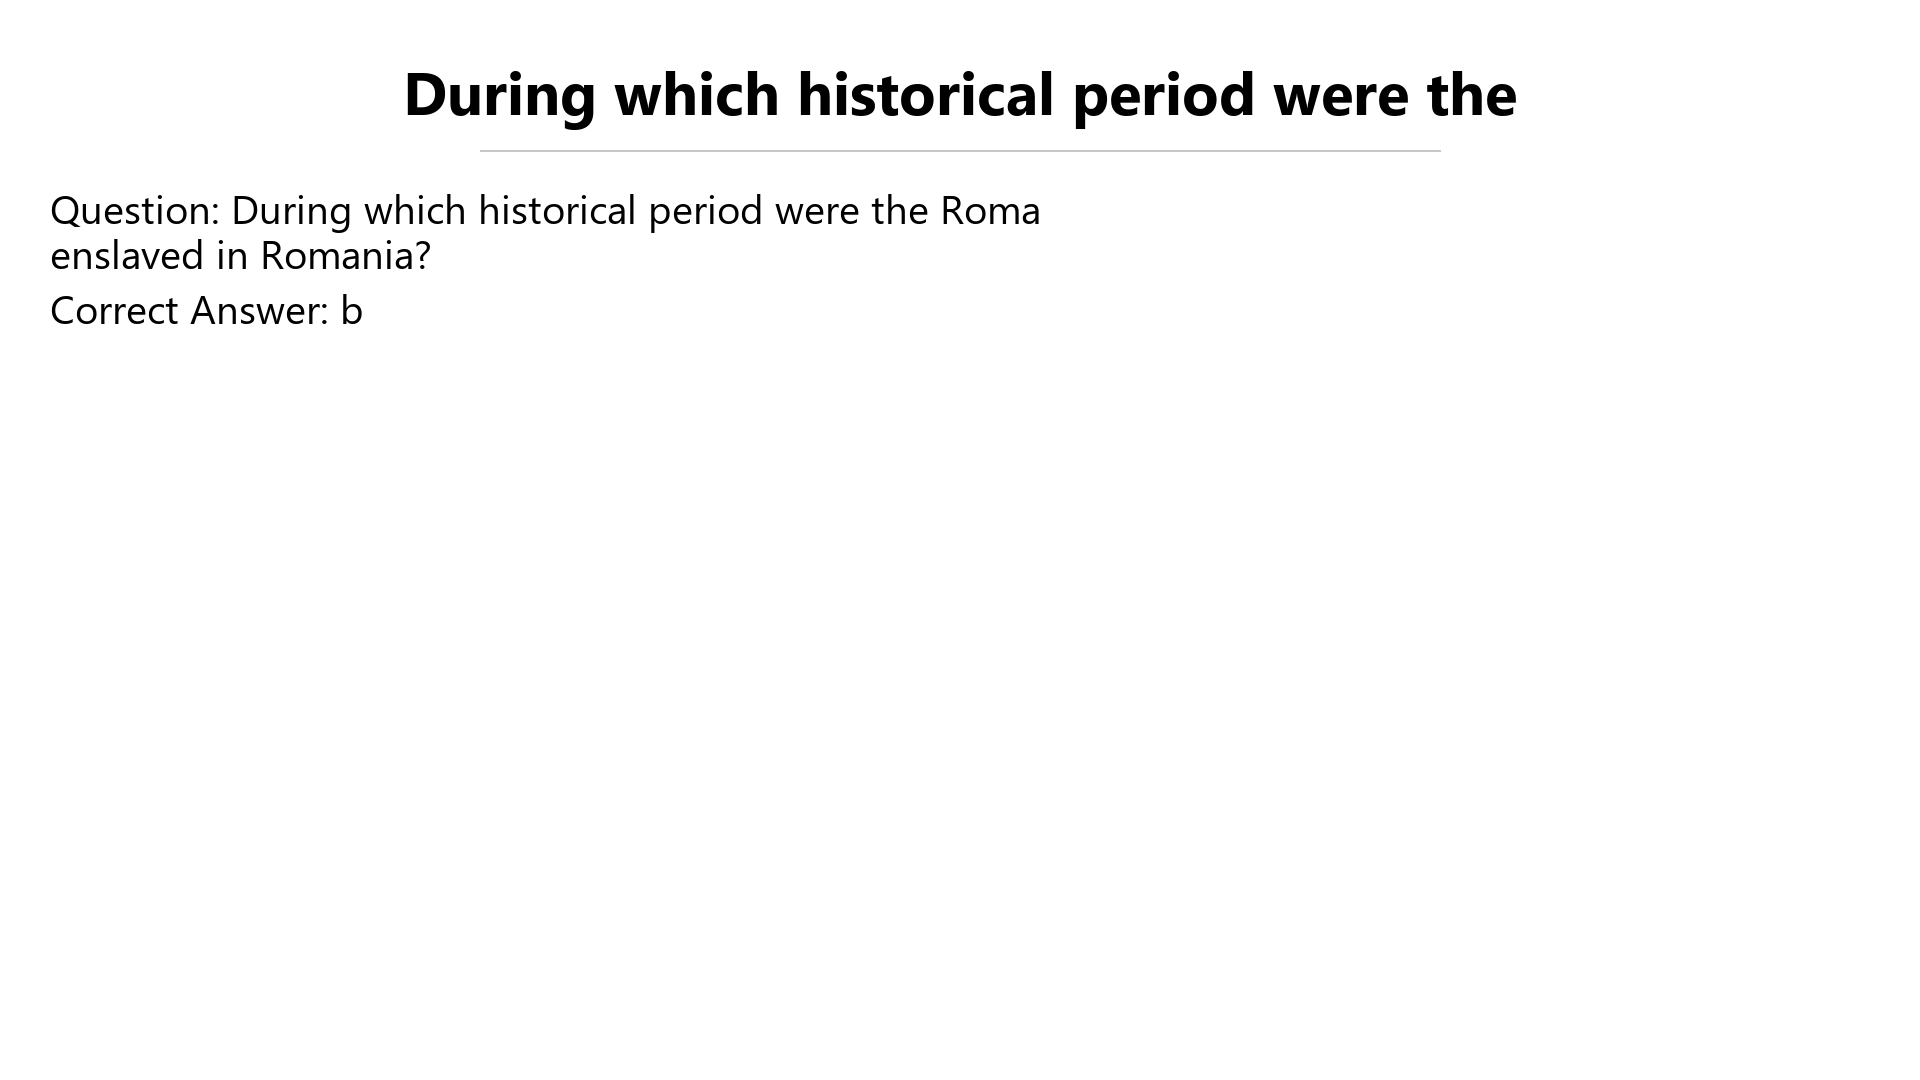 During which historical period were the
Question: During which historical period were the Roma
enslaved in Romania?
Correct Answer: b